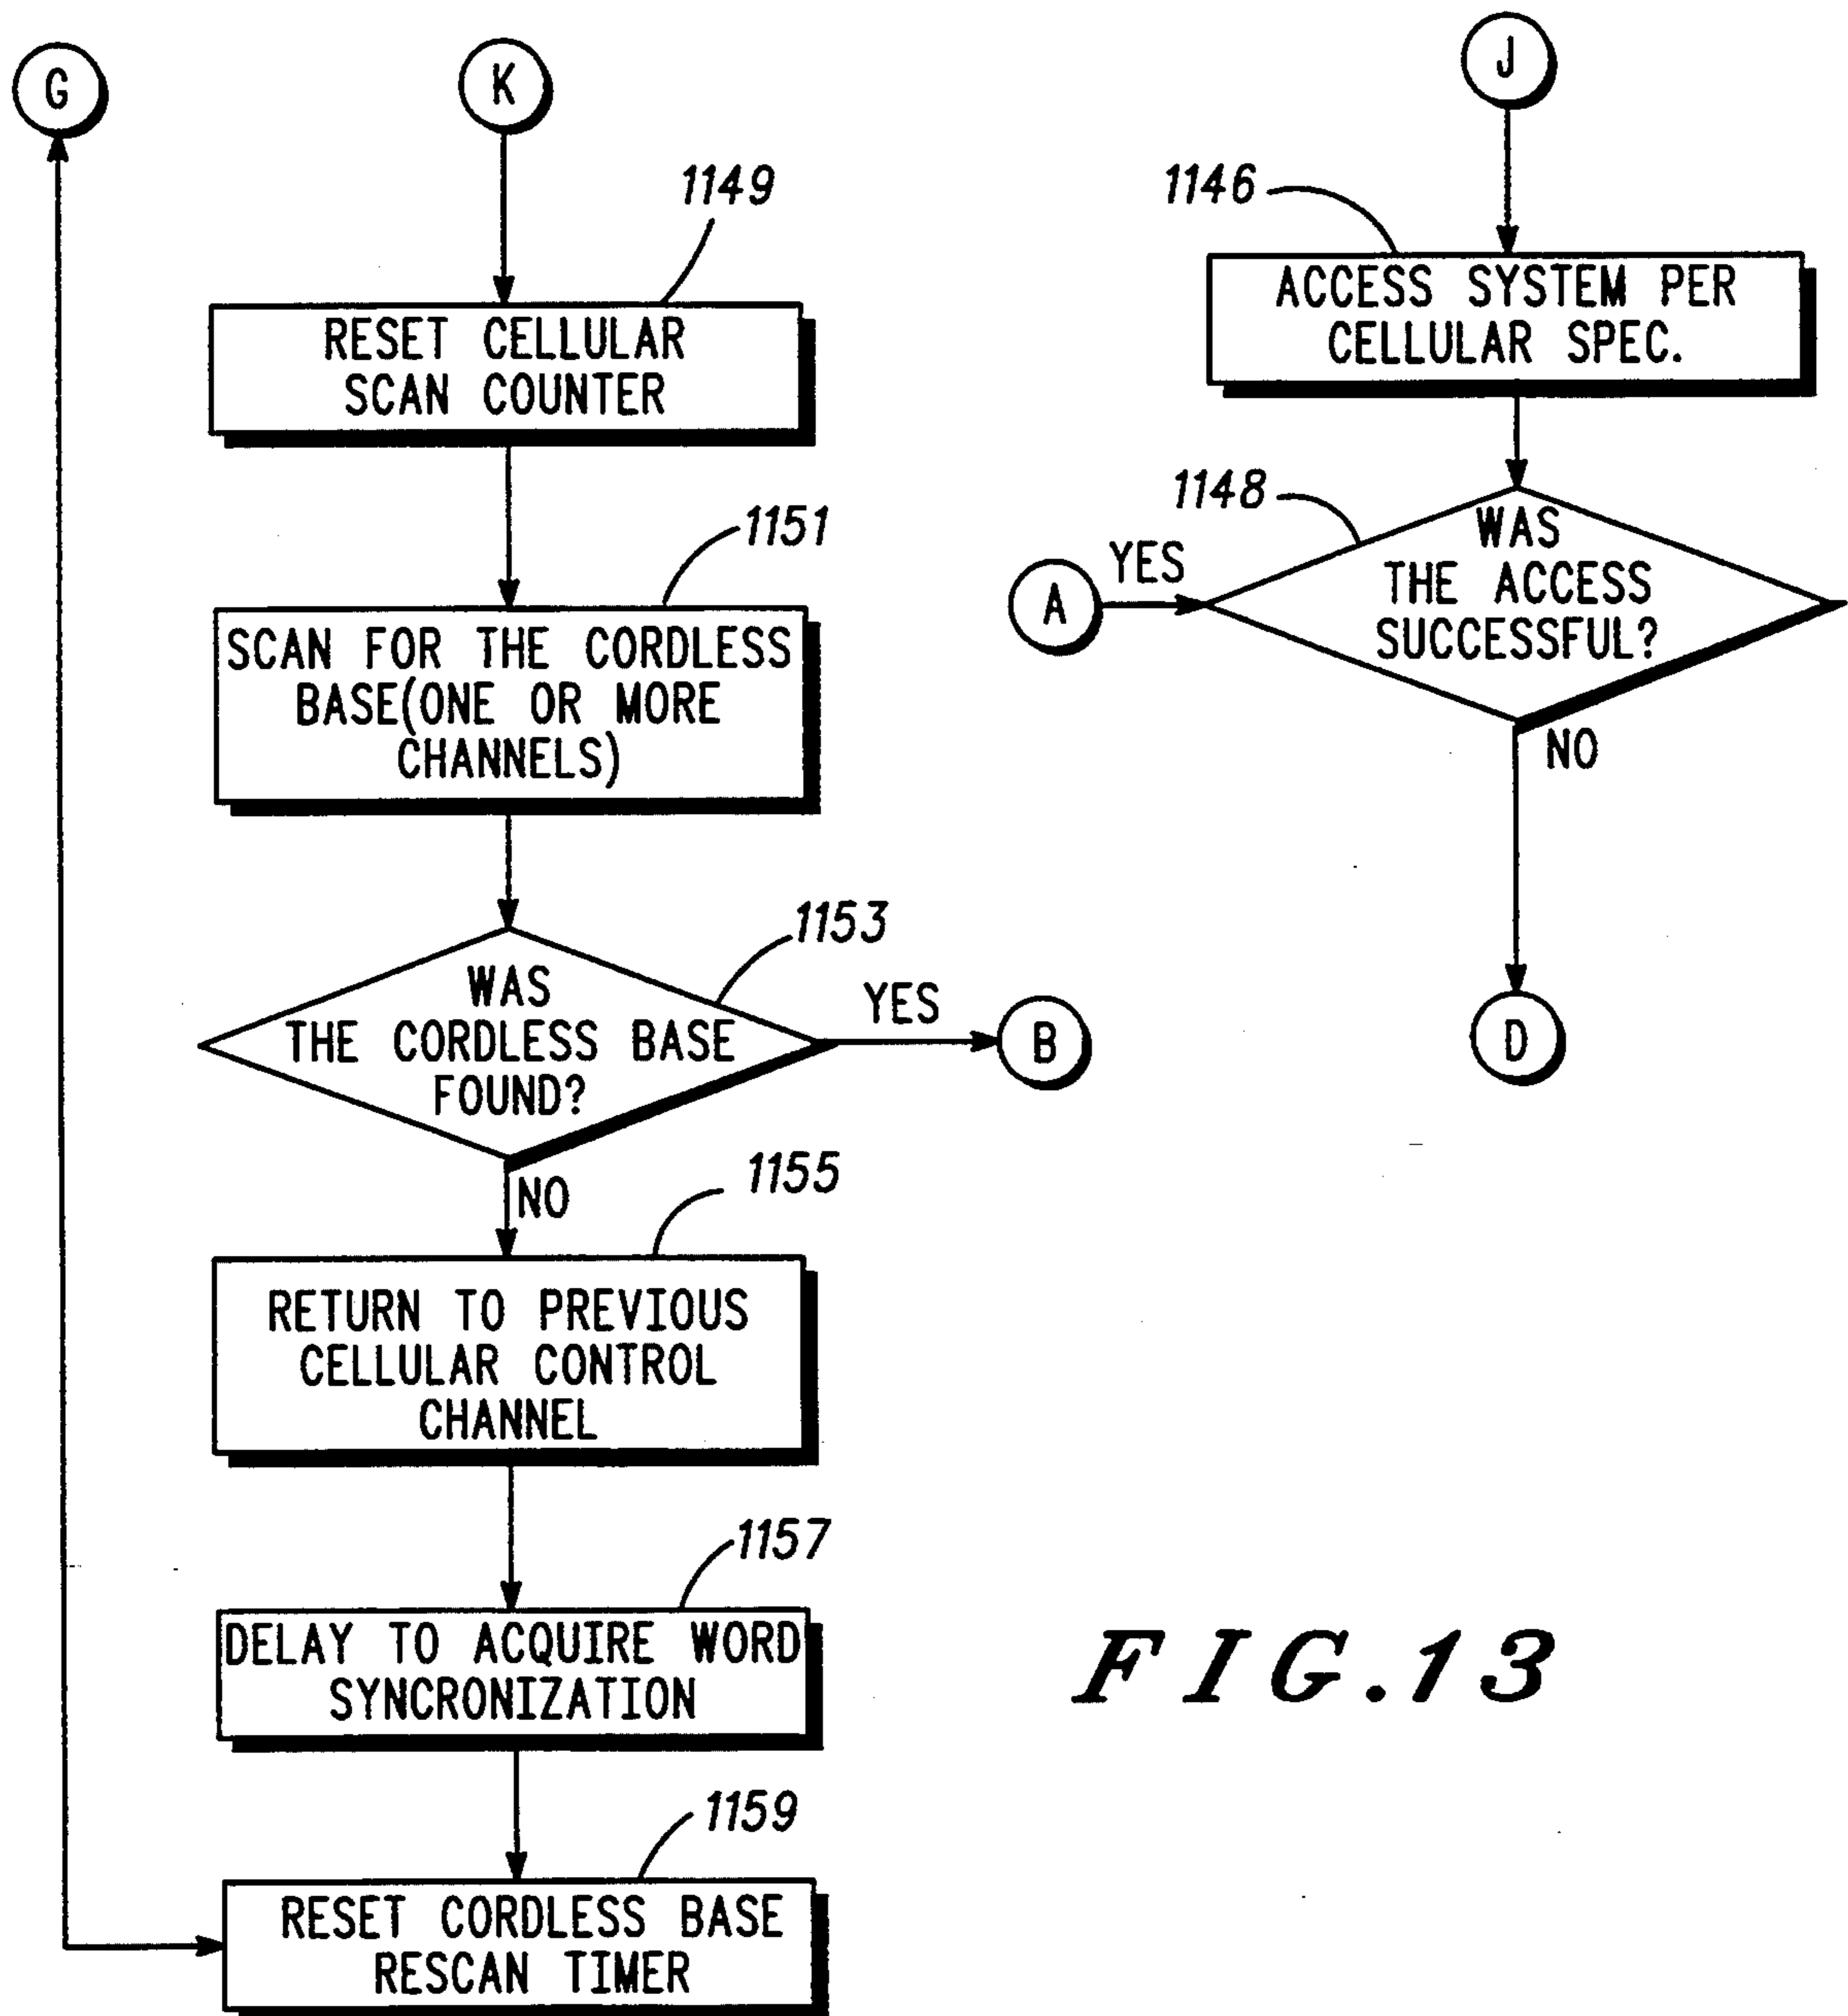 G
K
1149
RESET CELLULAR
SCAN COUNTER
1151
SCAN FOR THE CORDLESS
BASE(ONE OR MORE
CHANNELS)
1153
WAS
THE CORDLESS BASE
FOUND?
YES
B
NO
1155
RETURN TO PREVIOUS
CELLULAR CONTROL
CHANNEL
1157
DELAY TO ACQUIRE WORD
SYNCRONIZATION
1159
RESET CORDLESS BASE
RESCAN TIMER
J
1146
ACCESS SYSTEM PER
CELLULAR SPEC.
1148
WAS
THE ACCESS
SUCCESSFUL?
YES
A
NO
D
FIG.13